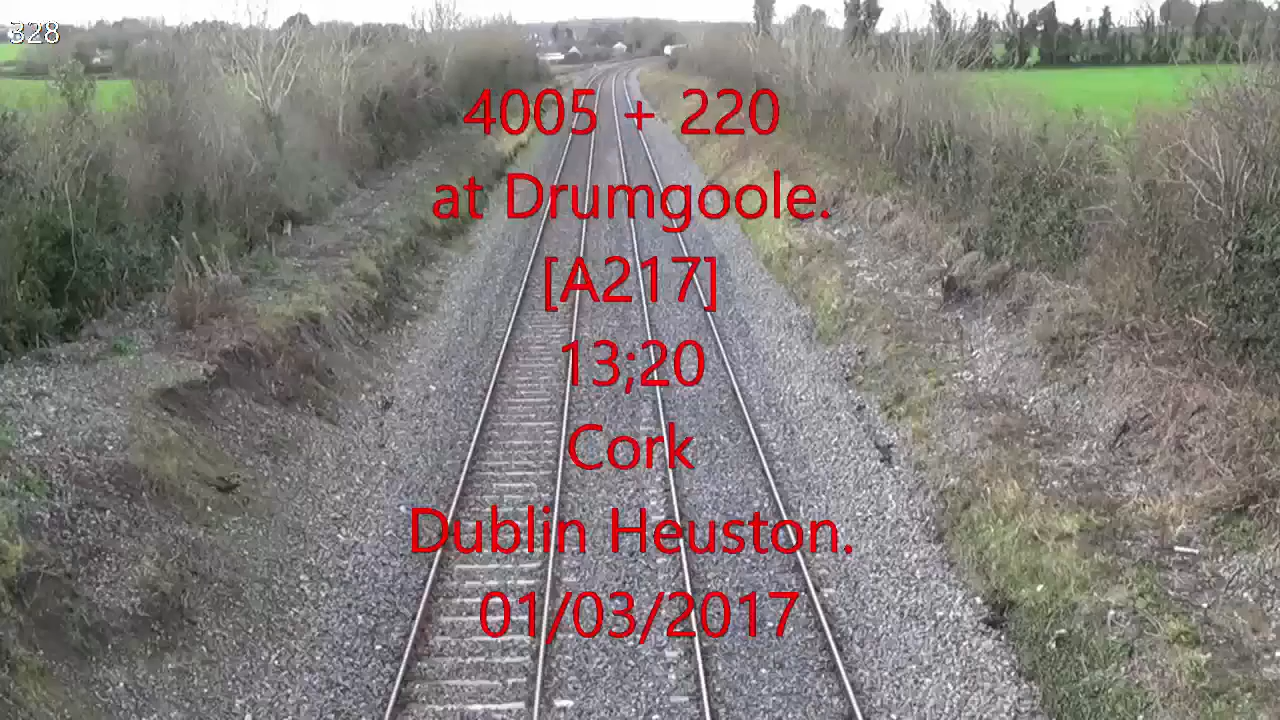 328
4005 + 220
at Drumgoole.
[A217]
13;20
Cork
Dublin Heuston.
01/03/2017